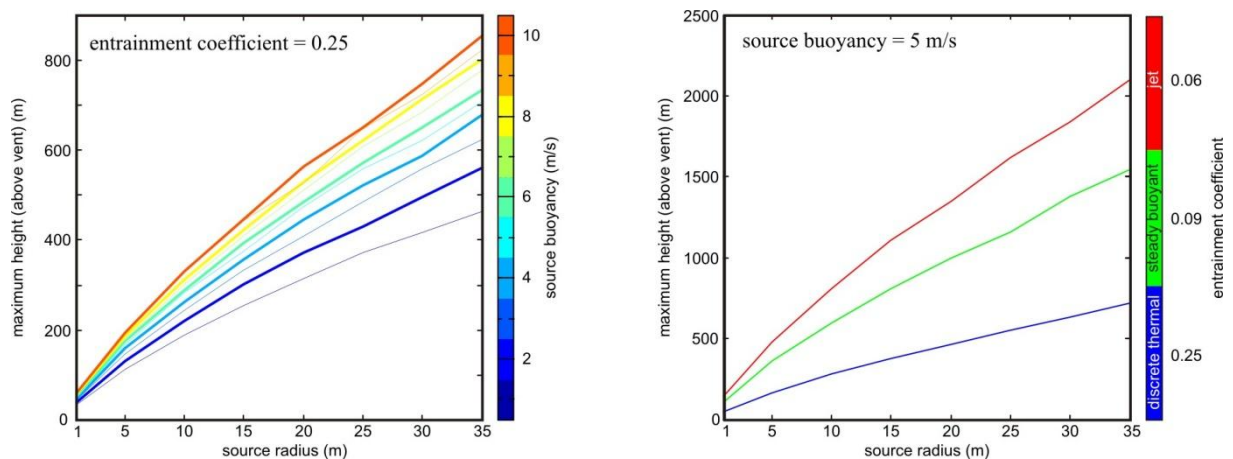 entrainment coefficient = 0.25
800
600
400
200
0
maximum height (above vent) (m)
1 5 10 15 20 25 30 35
source radius (m)
10
8
6
4
2
source buoyancy (m/s)
source buoyancy = 5 m/s
2500
2000
1500
1000
500
0
maximum height (above vent) (m)
1 5 10 15 20 25 30 35
source radius (m)
jet
steady buoyant
discrete thermal
0.06
0.09
0.25
entrainment coefficient